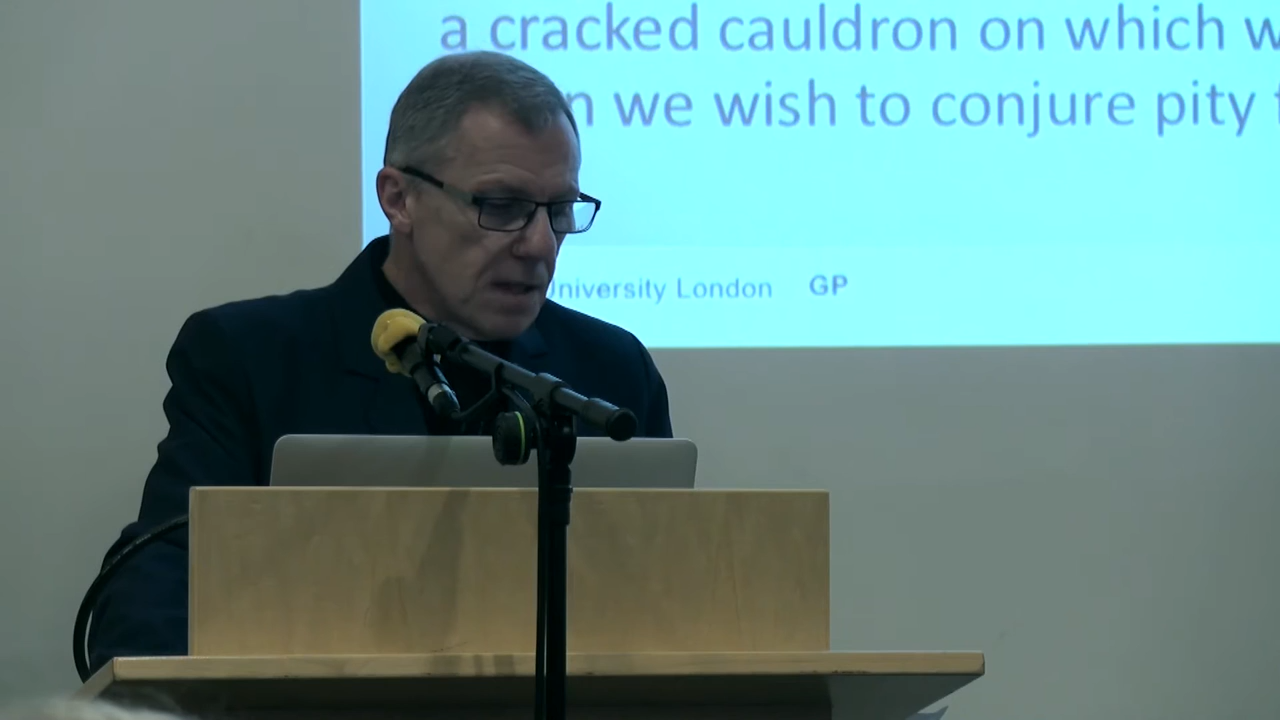 a cracked cauldron on which
we wish to conjure pity
University London GP